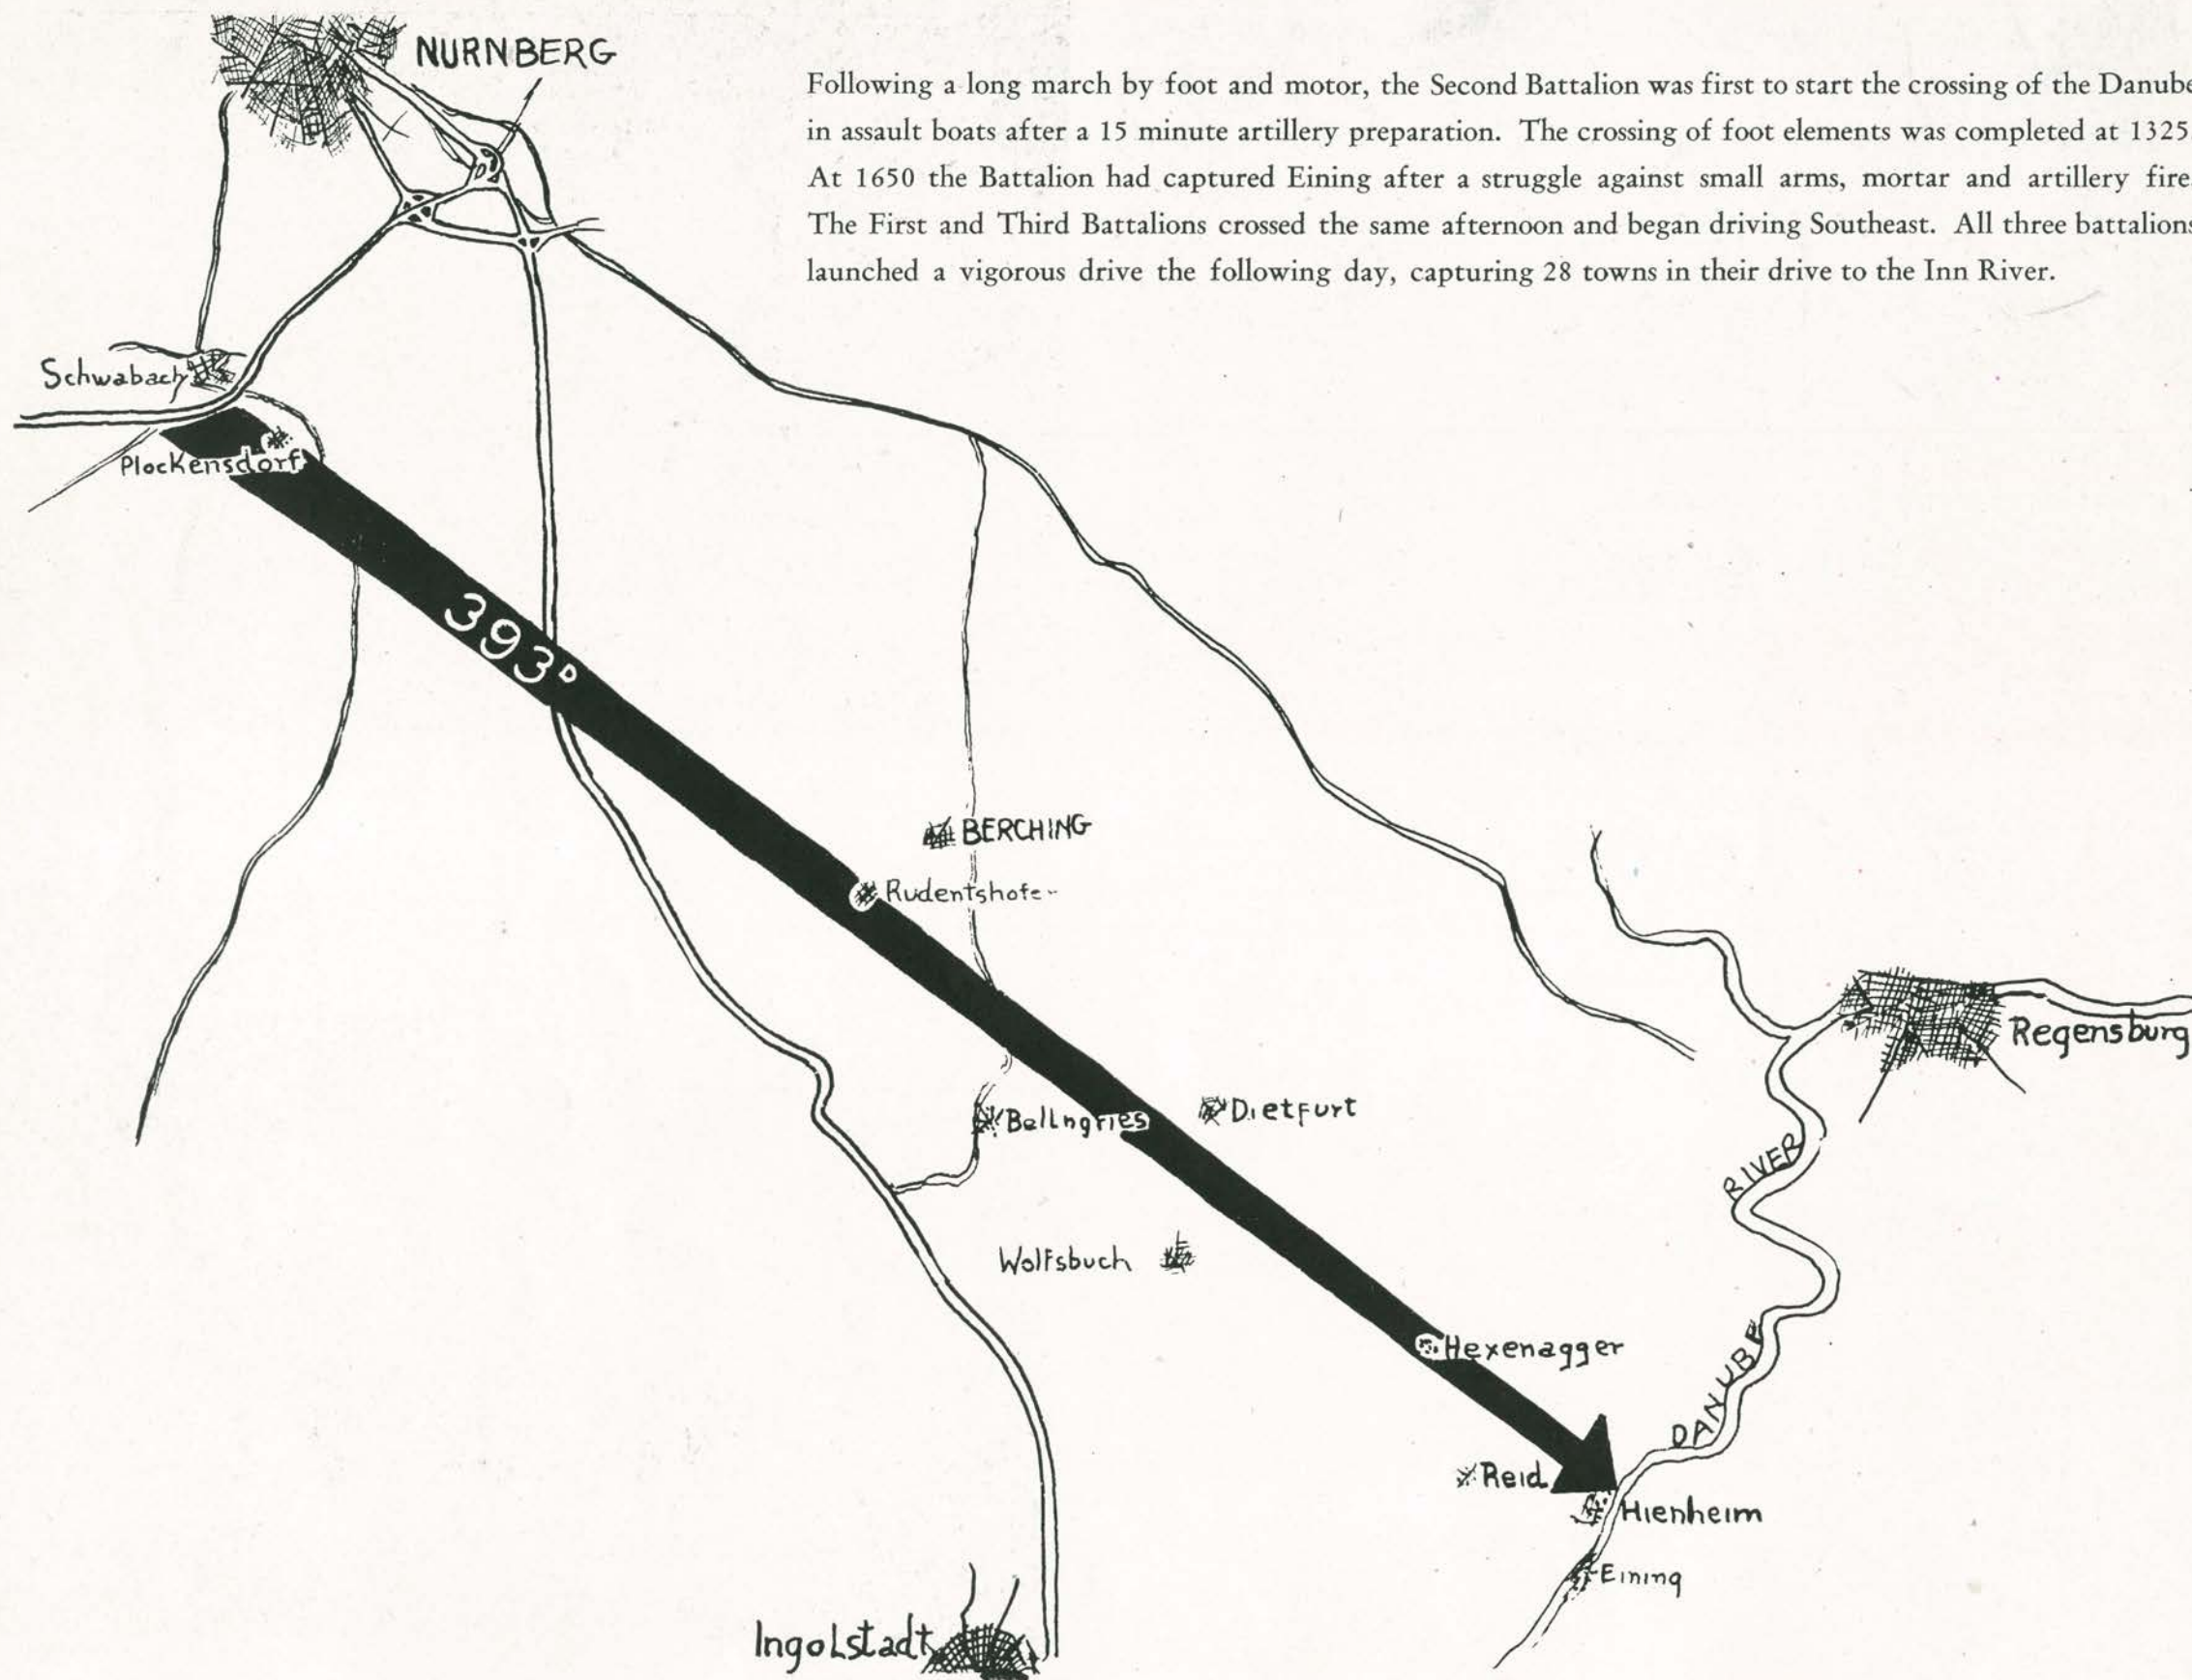 NURNBERG
Following a long march by foot and motor, the Second Battalion was first to start the crossing of the Danube
in assault boats after a 15 minute artillery preparation. The crossing of foot elements was completed at 1325.
At 1650 the Battalion had captured Eining after a struggle against small arms, mortar and artillery fire.
The First and Third Battalions crossed the same afternoon and began driving Southeast. All three battalions
launched a vigorous drive the following day, capturing 28 towns in their drive to the Inn River.
Schwabach
Plockensdorf
393D
BERCHING
Regensburg
Dietfurt
Bellngries
RIVER
Wolfsbuch
Hexenagger
DANUBE
Reid
Hienheim
Eining
Ingolstadt